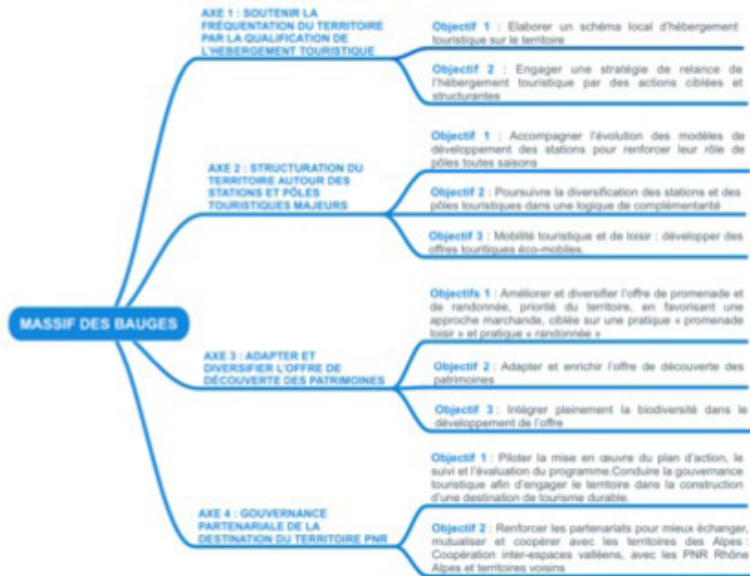 AXE 1 : SOUTENIR LA
FRÉQUENTATION DU TERRITOIRE
PAR LA QUALIFICATION DE
L'HEBERGEMENT TOURISTIQUE
Objectif 1 : Elaborer un schéma local d'hébergement
touristique sur le territoire
Objectif 2 : Engager une stratégie de relance de
l'hébergement touristique par des actions ciblées et
structurantes
AXE 2 : STRUCTURATION DU
TERRITOIRE AUTOUR DES
STATIONS ET PÔLES
TOURISTIQUES MAJEURS
Objectif 1 : Accompagner l'évolution des modèles de
développement des stations pour renforcer leur rôle de
pôles toutes saisons
Objectif 2 : Poursuivre la diversification des stations et des
pôles touristiques dans une logique de complémentarité
Objectif 3 : Mobilité touristique et de loisir : développer des
offres touritiques éco-mobiles.
MASSIF DES BAUGES
AXE 3 : ADAPTER ET
DIVERSIFIER L'OFFRE DE
DÉCOUVERTE DES PATRIMOINES
Objectifs 1 : Améliorer et diversifier l'offre de promenade et
de randonnée, priorité du territoire, en favorisant une
approche marchande, ciblée sur une pratique « promenade
loisir » et pratique « randonnée »
Objectif 2 : Adapter et enrichir l'offre de découverte des
patrimoines
Objectif 3 : Intégrer pleinement la biodiversité dans le
développement de l'offre
AXE 4 : GOUVERNANCE
PARTENARIALE DE LA
DESTINATION DU TERRITOIRE PNR
Objectif 1 : Piloter la mise en œuvre du plan d'action, le
suivi et l'évaluation du programme.Conduire la gouvernance
touristique afin d'engager le territoire dans la construction
d'une destination de tourisme durable.
Objectif 2 : Renforcer les partenariats pour mieux échanger,
mutualiser et coopérer avec les territoires des Alpes :
Coopération inter-espaces valléens, avec les PNR Rhône
Alpes et territoires voisins